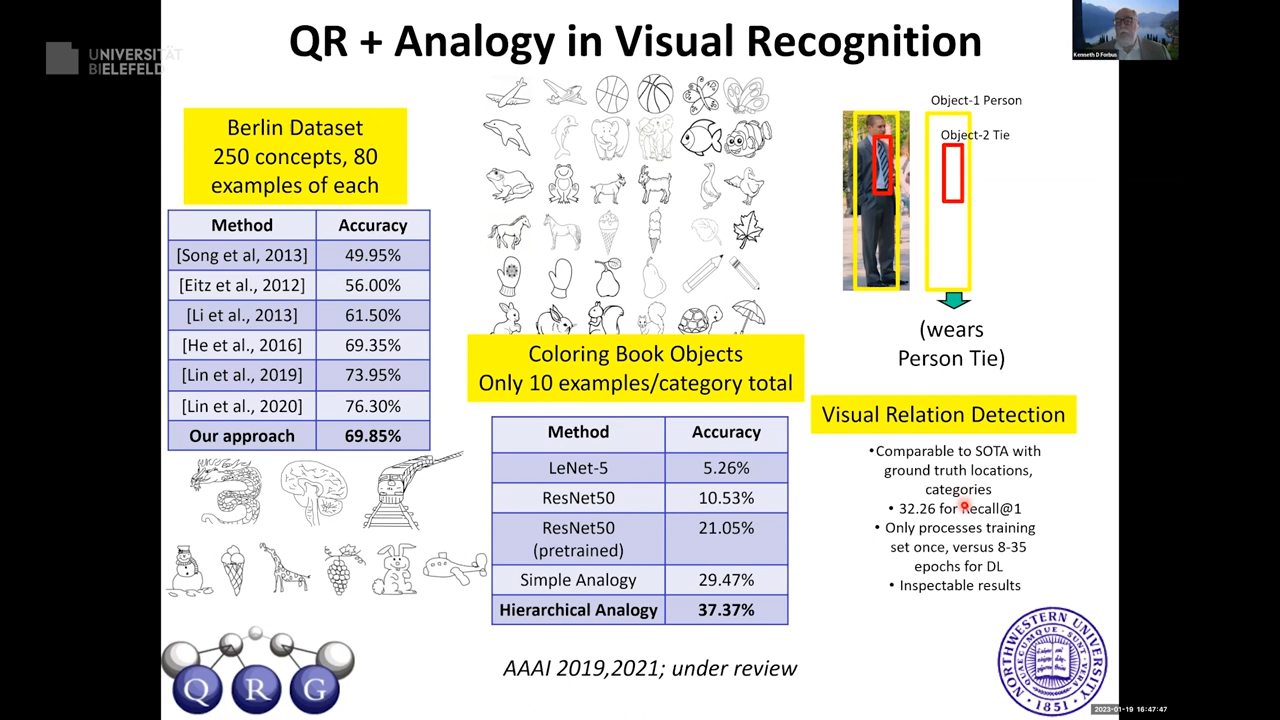 QR + Analogy in Visual Recognition
UNIVERSITÄT
BIELEFELD
Kenneth D Forbus
Berlin Dataset
250 concepts, 80
examples of each
Method Accuracy
[Song et al, 2013] 49.95%
[Eitz et al., 2012] 56.00%
[Li et al., 2013] 61.50%
[He et al., 2016] 69.35%
[Lin et al., 2019] 73.95%
[Lin et al., 2020] 76.30%
Our approach 69.85%
Coloring Book Objects
Only 10 examples/category total
Method Accuracy
LeNet-5 5.26%
ResNet50 10.53%
ResNet50
(pretrained) 21.05%
Simple Analogy 29.47%
Hierarchical Analogy 37.37%
Object-1 Person
Object-2 Tie
(wears
Person Tie)
Visual Relation Detection
•Comparable to SOTA with
ground truth locations,
categories
• 32.26 for Recall@1
• Only processes training
set once, versus 8-35
epochs for DL
• Inspectable results
AAAI 2019,2021; under review
QRG
NORTHWESTERN UNIVERSITY
1851
2023-01-19 16:47:47